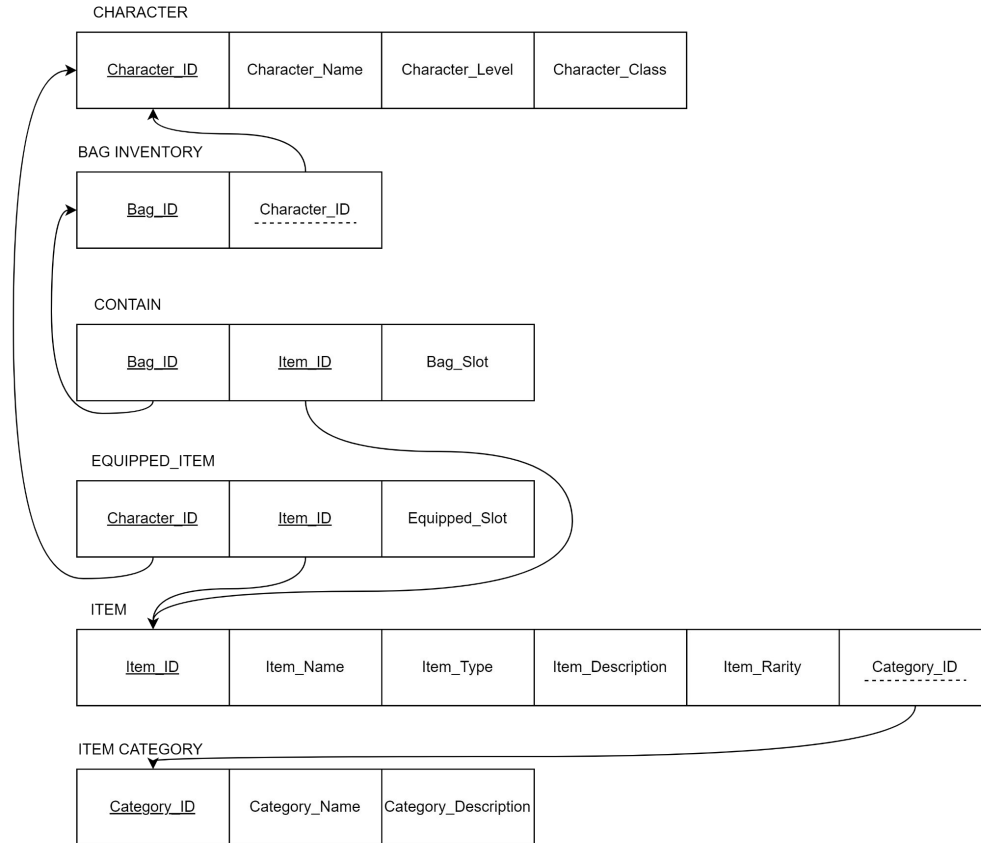 CHARACTER
Character_ID Character_Name Character_Level Character_Class
BAG INVENTORY
Bag_ID Character_ID
CONTAIN
Bag_ID Item_ID Bag_Slot
EQUIPPED_ITEM
Character_ID Item_ID Equipped_Slot
ITEM
Item_ID Item_Name Item_Type Item_Description Item_Rarity Category_ID
ITEM CATEGORY
Category_ID Category_Name Category_Description